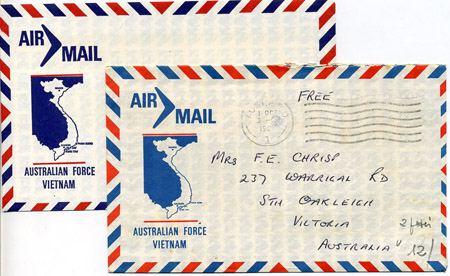 AIR MAIL
AUSTRALIAN FORCE
VIETNAM
AIR MAIL
AUSTRALIAN FORCE
VIETNAM
FREE
MRS F.E. CHRISP
237 WARRIGAL RD
STH OAKLEIGH
VICTORIA
AUSTRALIA
12/